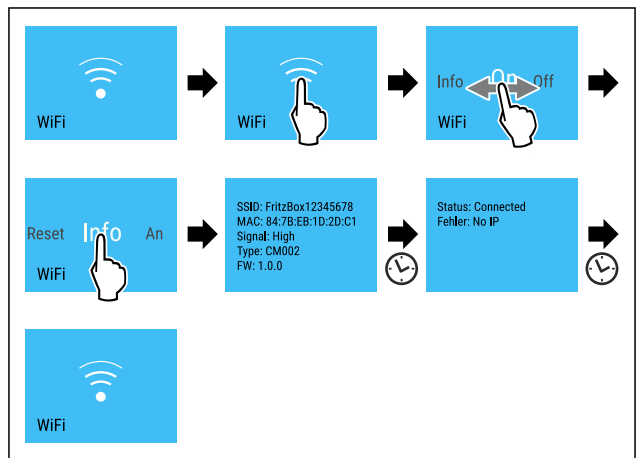 WiFi
WiFi
Info On Off
WiFi
Reset Info An
WiFi
SSID: FritzBox12345678
MAC: 84:7B:EB:1D:2D:C1
Signal: High
Type: CM002
FW: 1.0.0
Status: Connected
Fehler: No IP
WiFi